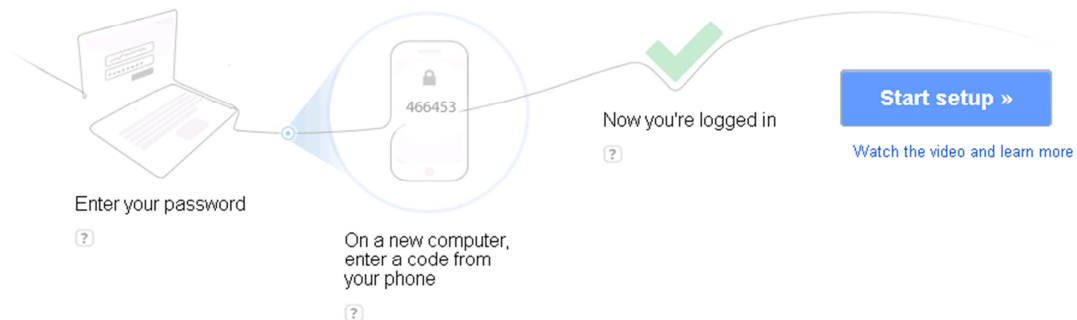 466453
Enter your password
?
On a new computer,
enter a code from
your phone
?
Now you're logged in
?
Start setup »
Watch the video and learn more